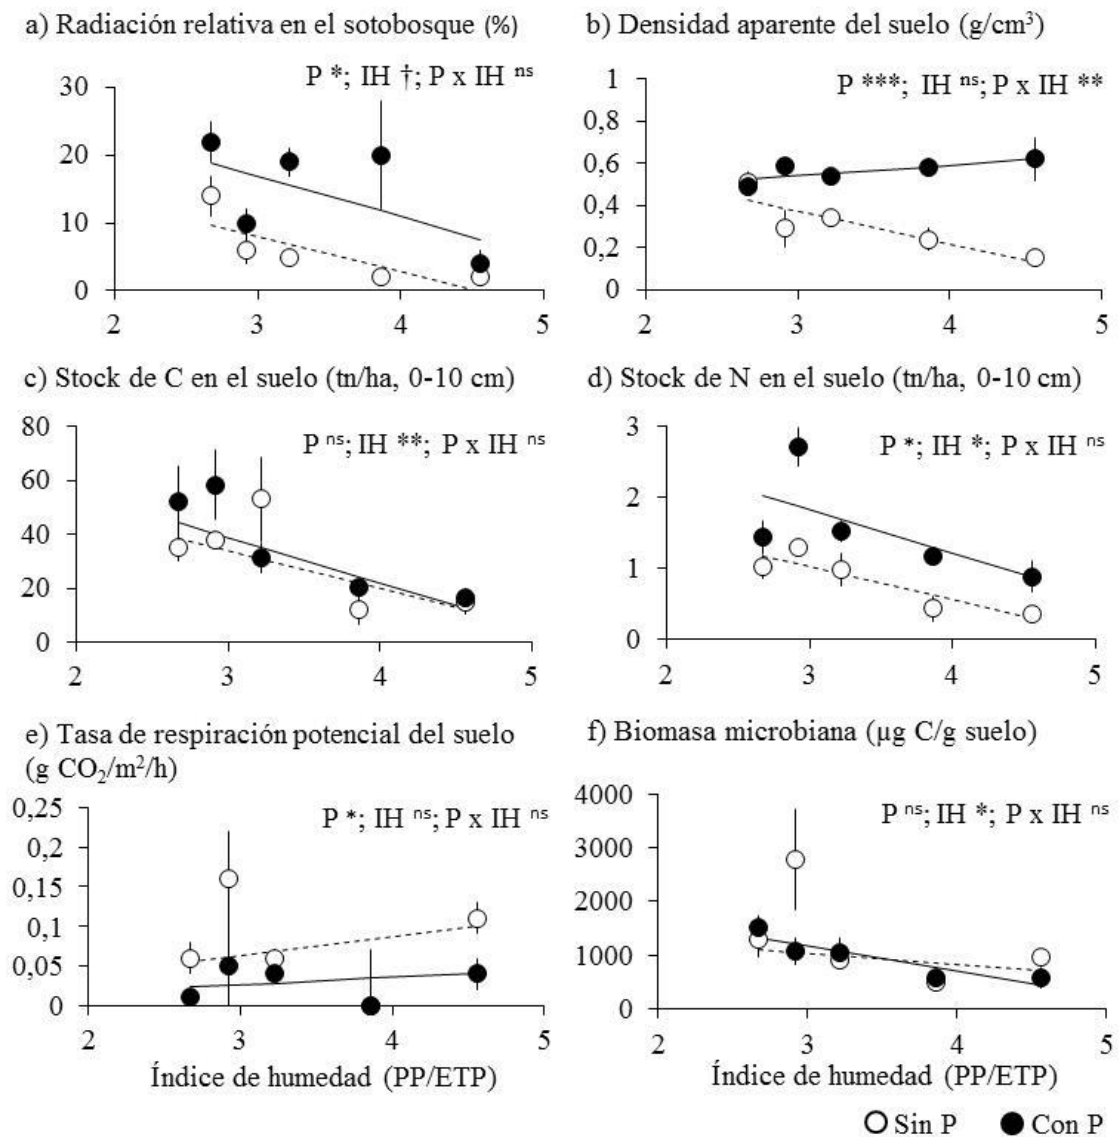 a) Radiación relativa en el sotobosque (%)
P *; IH †; P x IH ns
30
20
10
0
2 3 4 5
b) Densidad aparente del suelo (g/cm³)
P ***; IH ns; P x IH **
1
0,8
0,6
0,4
0,2
0
2 3 4 5
c) Stock de C en el suelo (tn/ha, 0-10 cm)
P ns; IH **; P x IH ns
80
60
40
20
0
2 3 4 5
d) Stock de N en el suelo (tn/ha, 0-10 cm)
P *; IH *; P x IH ns
3
2
1
0
2 3 4 5
e) Tasa de respiración potencial del suelo
(g CO₂/m²/h)
P *; IH ns; P x IH ns
0,25
0,2
0,15
0,1
0,05
0
2 3 4 5
Índice de humedad (PP/ETP)
f) Biomasa microbiana (µg C/g suelo)
P ns; IH *; P x IH ns
4000
3000
2000
1000
0
2 3 4 5
Índice de humedad (PP/ETP)
Sin P Con P